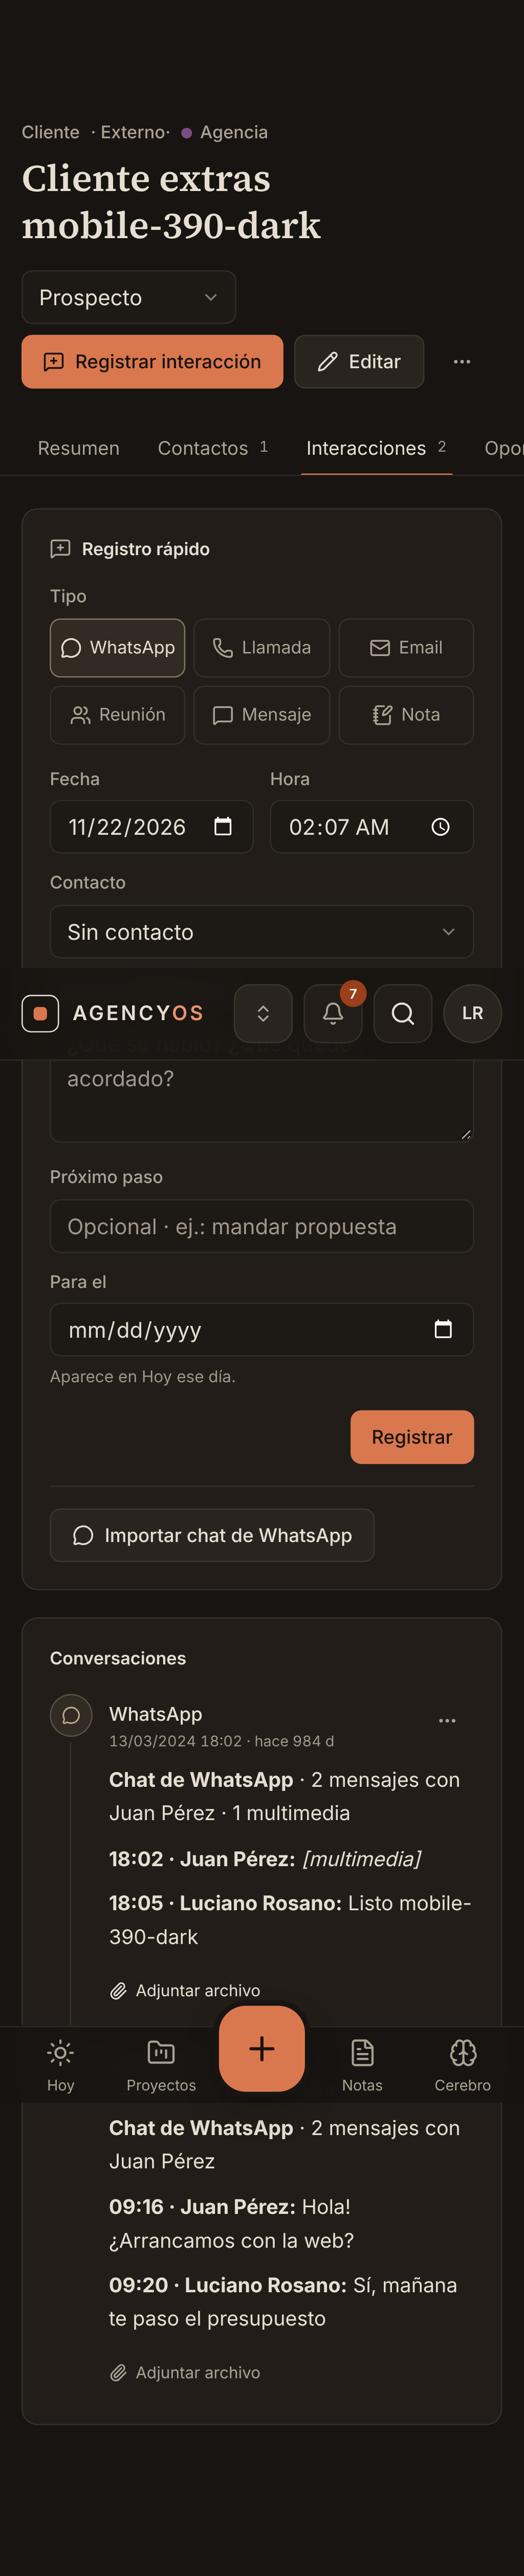 Cliente · Externo · Agencia
Cliente extras
mobile-390-dark
Prospecto
Registrar interacción
Editar
Resumen
Contactos 1
Interacciones 2
Opor
Registro rápido
Tipo
WhatsApp
Llamada
Email
Reunión
Mensaje
Nota
Fecha
Hora
11/22/2026
02:07 AM
Contacto
Sin contacto
AGENCYOS
7
LR
¿Qué se habló? ¿Qué quedó
acordado?
Próximo paso
Opcional · ej.: mandar propuesta
Para el
mm/dd/yyyy
Aparece en Hoy ese día.
Registrar
Importar chat de WhatsApp
Conversaciones
WhatsApp
13/03/2024 18:02 · hace 984 d
Chat de WhatsApp · 2 mensajes con
Juan Pérez · 1 multimedia
18:02 · Juan Pérez: [multimedia]
18:05 · Luciano Rosano: Listo mobile-
390-dark
Adjuntar archivo
Hoy
Proyectos
Notas
Cerebro
Chat de WhatsApp · 2 mensajes con
Juan Pérez
09:16 · Juan Pérez: Hola!
¿Arrancamos con la web?
09:20 · Luciano Rosano: Sí, mañana
te paso el presupuesto
Adjuntar archivo